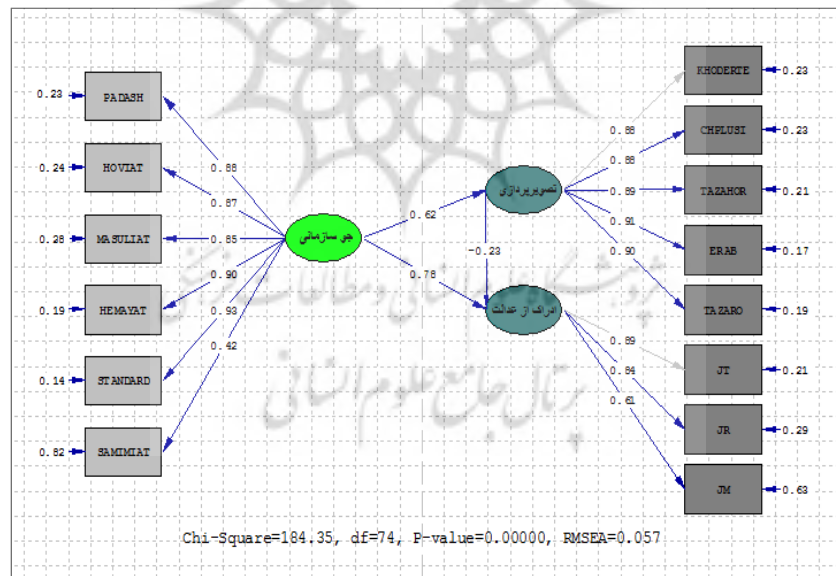 0.23 PADASH
0.24 HOVIAT
0.28 MASULIAT
0.19 HEMAYAT
0.14 STANDARD
0.82 SAMIMIAT
0.88
0.87
0.85
0.90
0.93
0.42
جو سازمانی
0.62
0.78
تصویرپردازی
-0.23
ادراک از عدالت
0.88
0.88
0.89
0.91
0.90
0.89
0.84
0.61
KHODERTE 0.23
CHPLUSI 0.23
TAZAHOR 0.21
ERAB 0.17
TAZARO 0.19
JT 0.21
JR 0.29
JM 0.63
پرتال جامع علوم انسانی
Chi-Square=184.35, df=74, P-value=0.00000, RMSEA=0.057